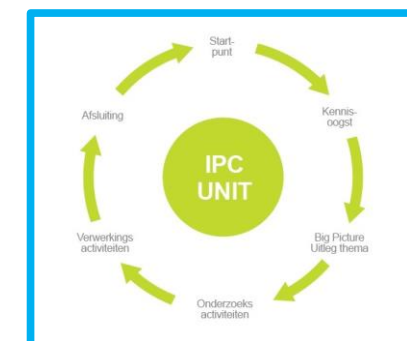 Start-
punt
Kennis-
oogst
Big Picture
Uitleg thema
Onderzoeks
activiteiten
Verwerkings
activiteiten
Afsluiting
IPC
UNIT